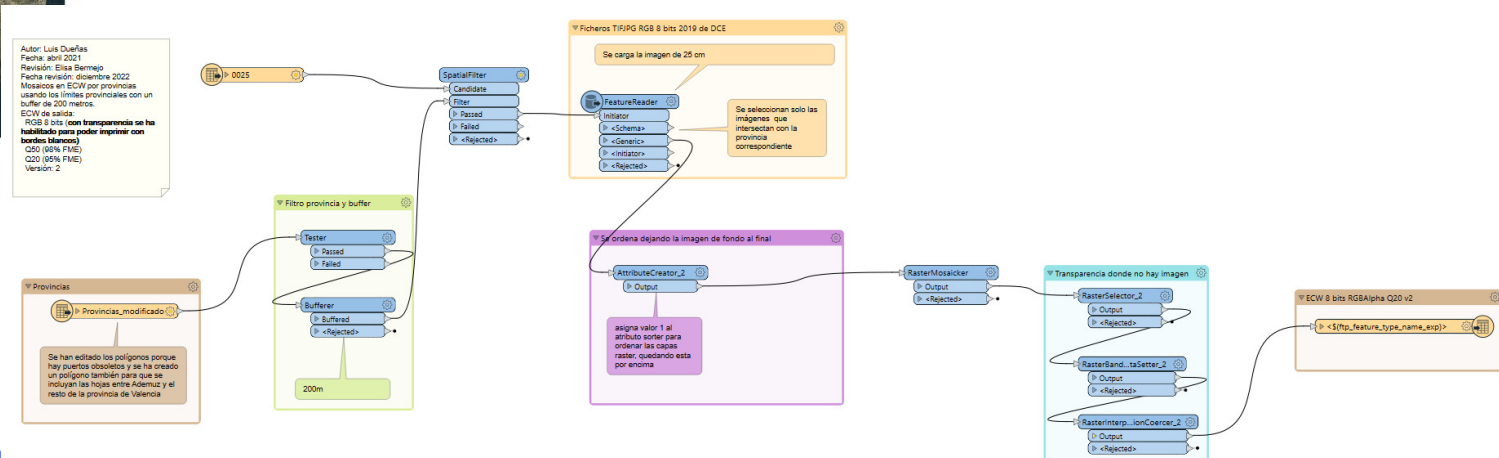 Autor: Luis Dueñas
Fecha: abril 2021
Revisión: Elisa Bermejo
Fecha revisión: diciembre 2022
Mosaicos en ECW por provincias
usando los límites provinciales con un
buffer de 200 metros.
ECW de salida:
RGB 8 bits (con transparencia se ha
habilitado para poder imprimir con
bordes blancos)
Q50 (98% FME)
Q20 (95% FME)
Versión: 2
0025
SpatialFilter
Candidate
Filter
Passed
Failed
<Rejected>
Ficheros TIFJPG RGB 8 bits 2019 de DCE
Se carga la imagen de 25 cm
FeatureReader
Initiator
<Schema>
<Generic>
<Initiator>
<Rejected>
Se seleccionan solo las
imágenes que
intersectan con la
provincia
correspondiente
Provincias
Provincias_modificado
Se han editado los polígonos porque
hay puertos obsoletos y se ha creado
un polígono también para que se
incluyan las hojas entre Ademuz y el
resto de la provincia de Valencia
Filtro provincia y buffer
Tester
Passed
Failed
Bufferer
Buffered
<Rejected>
200m
Se ordena dejando la imagen de fondo al final
AttributeCreator_2
Output
asigna valor 1 al
atributo sorter para
ordenar las capas
raster, quedando esta
por encima
RasterMosaicker
Output
<Rejected>
Transparencia donde no hay imagen
RasterSelector_2
Output
<Rejected>
RasterBand...taSetter_2
Output
<Rejected>
RasterInterp...ionCoercer_2
Output
<Rejected>
ECW 8 bits RGBAlpha Q20 v2
<$(ftp_feature_type_name_exp)>